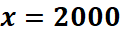 x = 2000